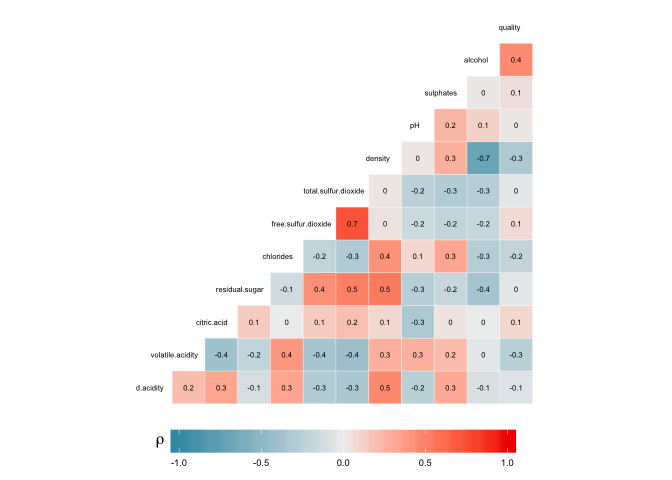 quality
alcohol 0.4
sulphates 0 0.1
pH 0.2 0.1 0
density 0 0.3 -0.7 -0.3
total.sulfur.dioxide 0 -0.2 -0.3 -0.3 0
free.sulfur.dioxide 0.7 0 -0.2 -0.2 -0.2 0.1
chlorides -0.2 -0.3 0.4 0.1 0.3 -0.3 -0.2
residual.sugar -0.1 0.4 0.5 0.5 -0.3 -0.2 -0.4 0
citric.acid 0.1 0 0.1 0.2 0.1 -0.3 0 0 0.1
volatile.acidity -0.4 -0.2 0.4 -0.4 -0.4 0.3 0.3 0.2 0 -0.3
d.acidity 0.2 0.3 -0.1 0.3 -0.3 -0.3 0.5 -0.2 0.3 -0.1 -0.1
ρ
-1.0 -0.5 0.0 0.5 1.0